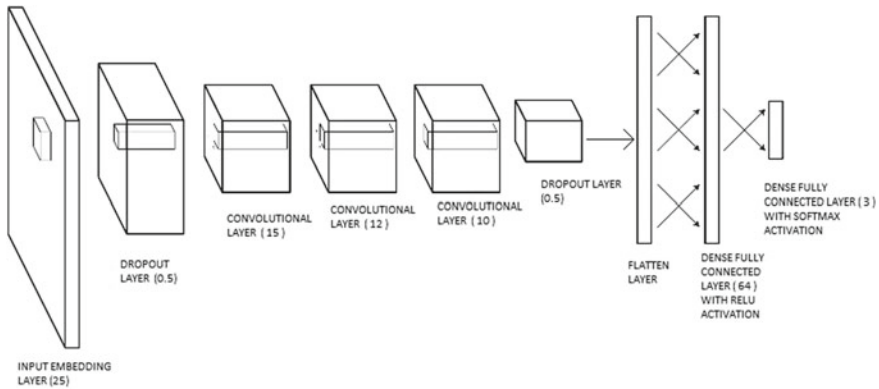 INPUT EMBEDDING
LAYER (25)
DROPOUT
LAYER (0.5)
CONVOLUTIONAL
LAYER ( 15 )
CONVOLUTIONAL
LAYER ( 12 )
CONVOLUTIONAL
LAYER ( 10 )
DROPOUT LAYER
(0.5)
FLATTEN
LAYER
DENSE FULLY
CONNECTED
LAYER ( 64 )
WITH RELU
ACTIVATION
DENSE FULLY
CONNECTED LAYER ( 3 )
WITH SOFTMAX
ACTIVATION